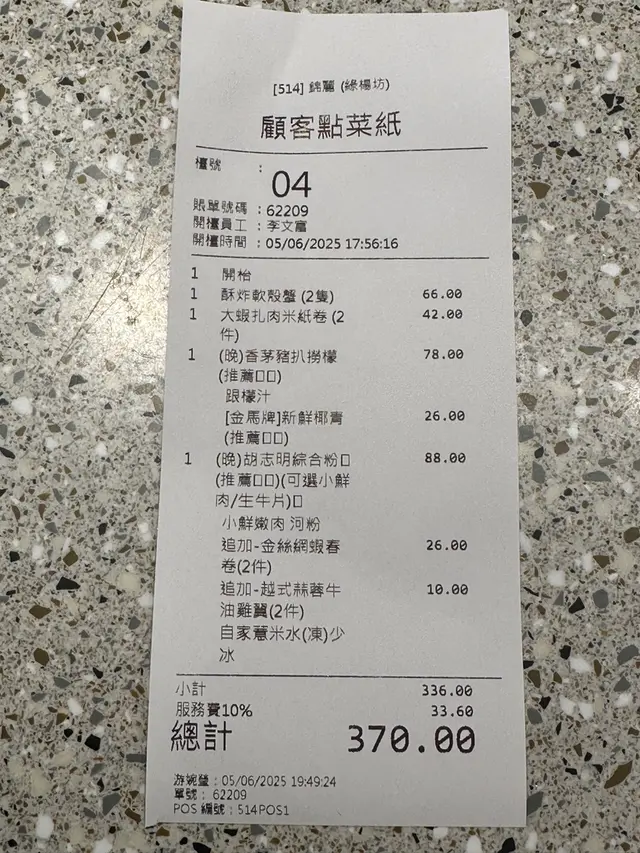 [514] 錦麗 (綠楊坊)
顧客點菜紙
檯號 :
04
賬單號碼 : 62209
開檯員工 : 李文富
開檯時間 : 05/06/2025 17:56:16
1 開枱
1 酥炸軟殼蟹 (2隻) 66.00
1 大蝦扎肉米紙卷 (2 42.00
件)
1 (晚)香茅豬扒撈檬 78.00
(推薦□□)
跟檬汁
[金馬牌]新鮮椰青 26.00
(推薦□□)
1 (晚)胡志明綜合粉□ 88.00
(推薦□□)(可選小鮮
肉/生牛片)□
小鮮嫩肉 河粉
追加-金絲網蝦春 26.00
卷(2件)
追加-越式蒜蓉牛 10.00
油雞翼(2件)
自家薏米水(凍)少
冰
小計 336.00
服務費10% 33.60
總計 370.00
游婉螢 : 05/06/2025 19:49:24
單號 : 62209
POS 編號 : 514POS1